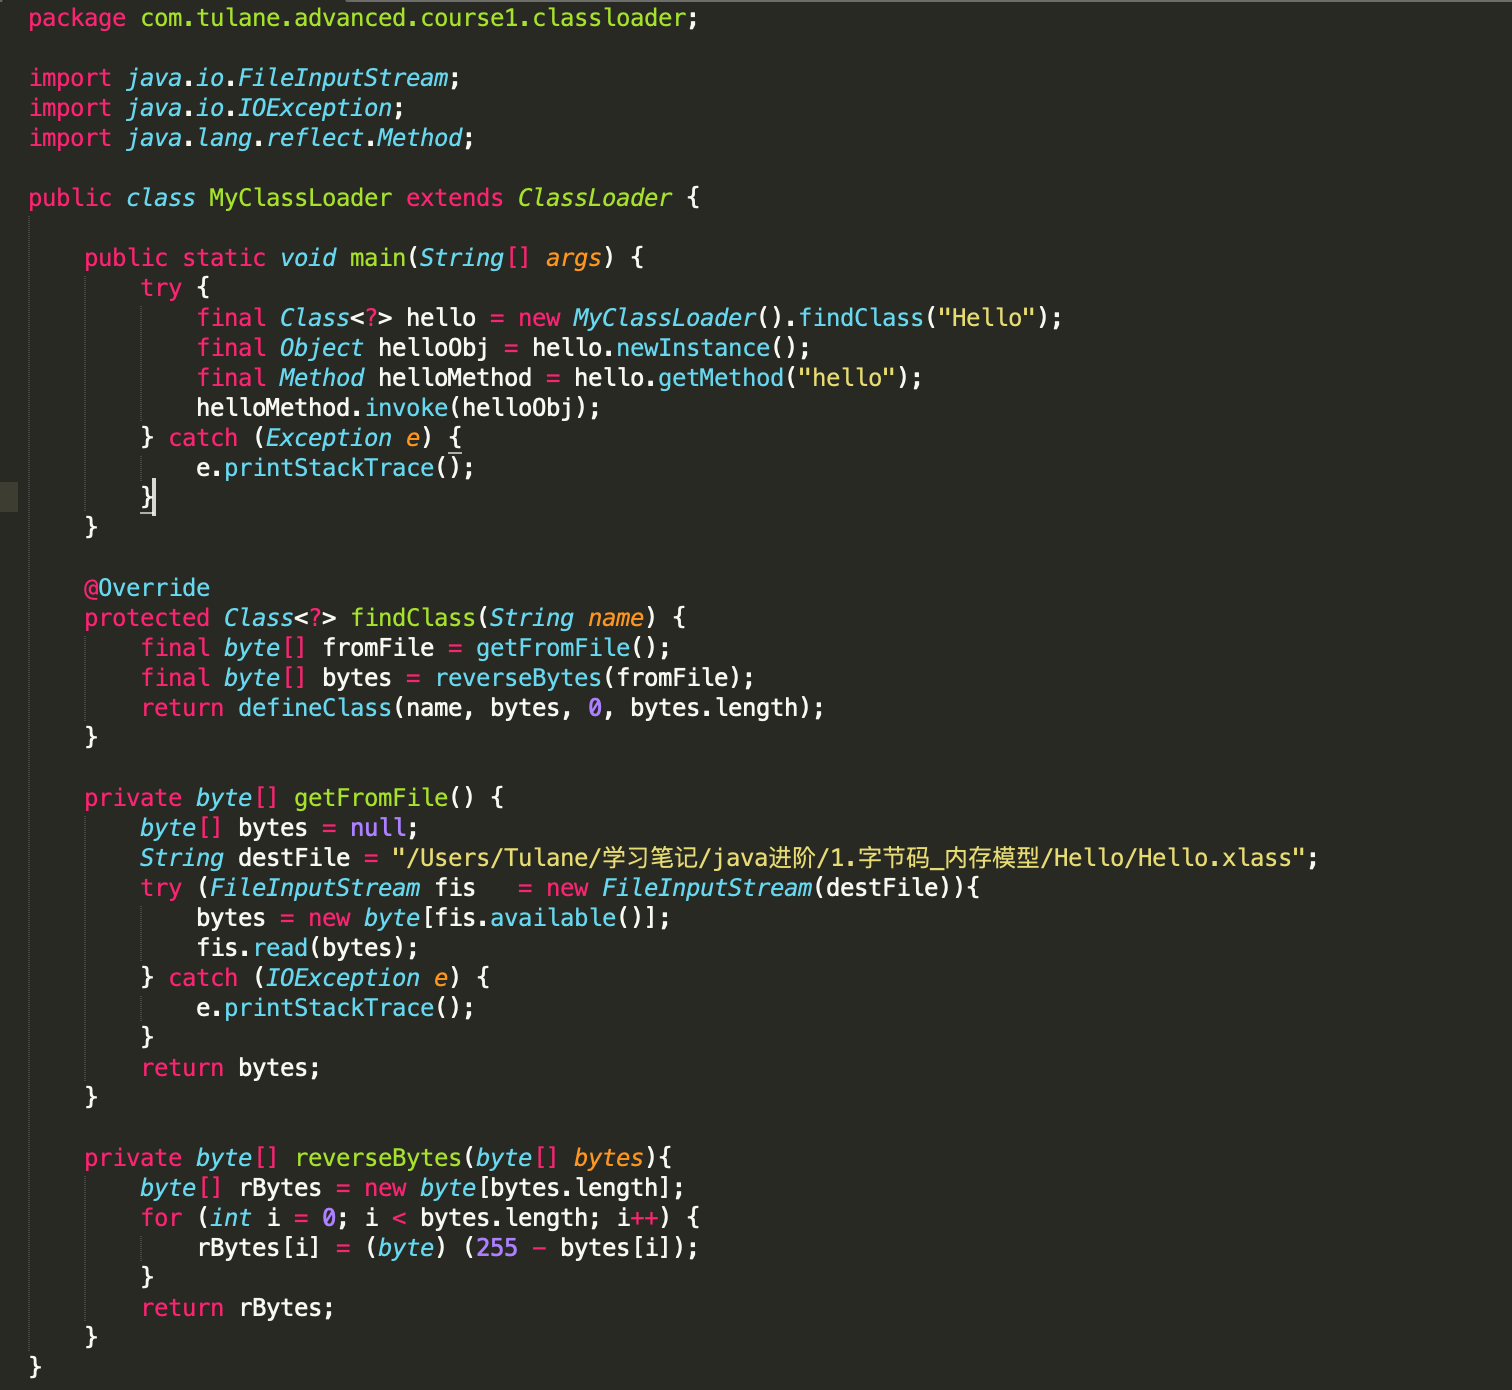 package com.tulane.advanced.course1.classloader;
import java.io.FileInputStream;
import java.io.IOException;
import java.lang.reflect.Method;
public class MyClassLoader extends ClassLoader {
public static void main(String[] args) {
try {
final Class<?> hello = new MyClassLoader().findClass("Hello");
final Object helloObj = hello.newInstance();
final Method helloMethod = hello.getMethod("hello");
helloMethod.invoke(helloObj);
} catch (Exception e) {
e.printStackTrace();
}
}
@Override
protected Class<?> findClass(String name) {
final byte[] fromFile = getFromFile();
final byte[] bytes = reverseBytes(fromFile);
return defineClass(name, bytes, 0, bytes.length);
}
private byte[] getFromFile() {
byte[] bytes = null;
String destFile = "/Users/Tulane/学习笔记/java进阶/1.字节码_内存模型/Hello/Hello.xlass";
try (FileInputStream fis   = new FileInputStream(destFile)){
bytes = new byte[fis.available()];
fis.read(bytes);
} catch (IOException e) {
e.printStackTrace();
}
return bytes;
}
private byte[] reverseBytes(byte[] bytes){
byte[] rBytes = new byte[bytes.length];
for (int i = 0; i < bytes.length; i++) {
rBytes[i] = (byte) (255 - bytes[i]);
}
return rBytes;
}
}